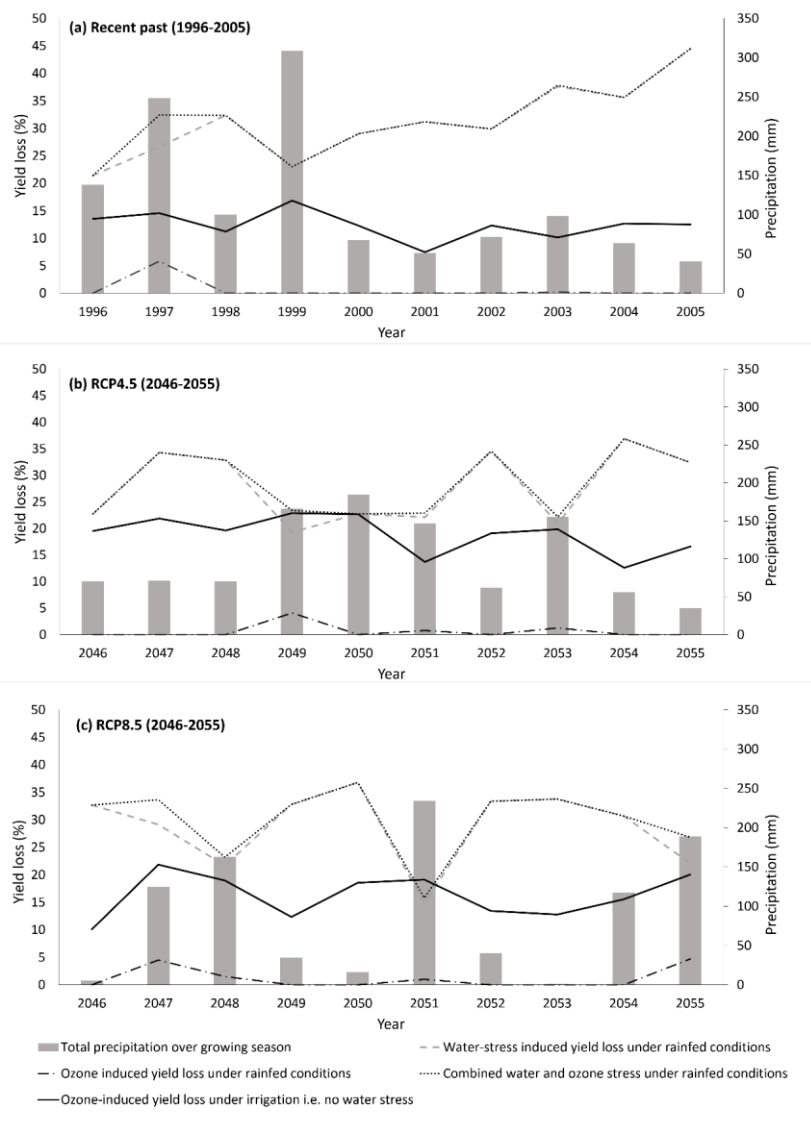 (a) Recent past (1996-2005)
Yield loss (%)
50
45
40
35
30
25
20
15
10
5
0
350
300
250
200
150
100
50
0
Precipitation (mm)
1996 1997 1998 1999 2000 2001 2002 2003 2004 2005
Year
(b) RCP4.5 (2046-2055)
Yield loss (%)
50
45
40
35
30
25
20
15
10
5
0
350
300
250
200
150
100
50
0
Precipitation (mm)
2046 2047 2048 2049 2050 2051 2052 2053 2054 2055
Year
(c) RCP8.5 (2046-2055)
Yield loss (%)
50
45
40
35
30
25
20
15
10
5
0
350
300
250
200
150
100
50
0
Precipitation (mm)
2046 2047 2048 2049 2050 2051 2052 2053 2054 2055
Year
Total precipitation over growing season
Water-stress induced yield loss under rainfed conditions
Ozone induced yield loss under rainfed conditions
Combined water and ozone stress under rainfed conditions
Ozone-induced yield loss under irrigation i.e. no water stress